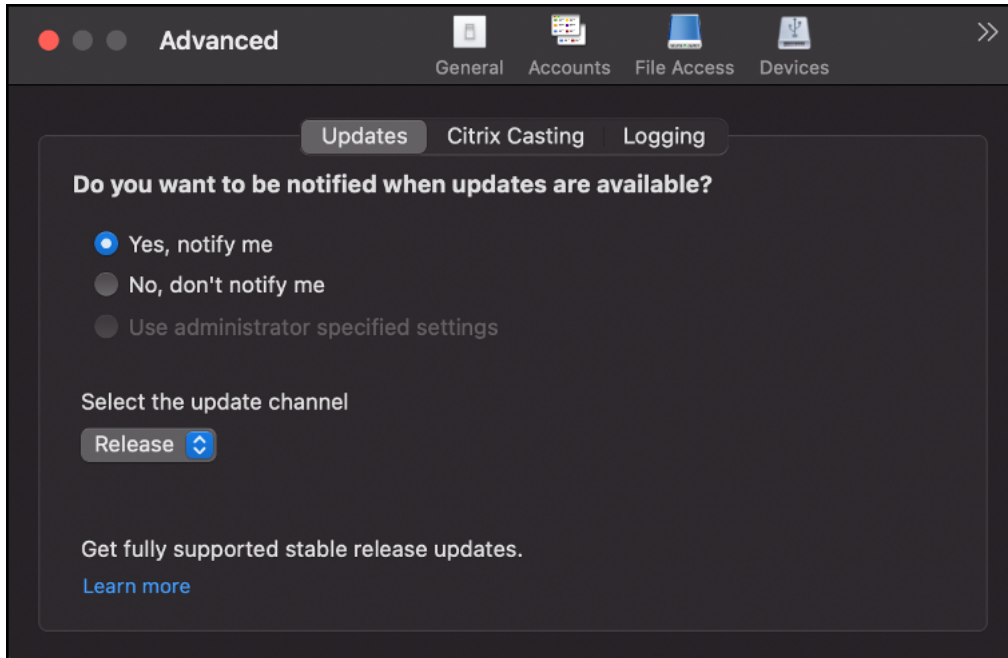 Advanced
General Accounts File Access Devices
Updates Citrix Casting Logging
Do you want to be notified when updates are available?
Yes, notify me
No, don't notify me
Use administrator specified settings
Select the update channel
Release
Get fully supported stable release updates.
Learn more